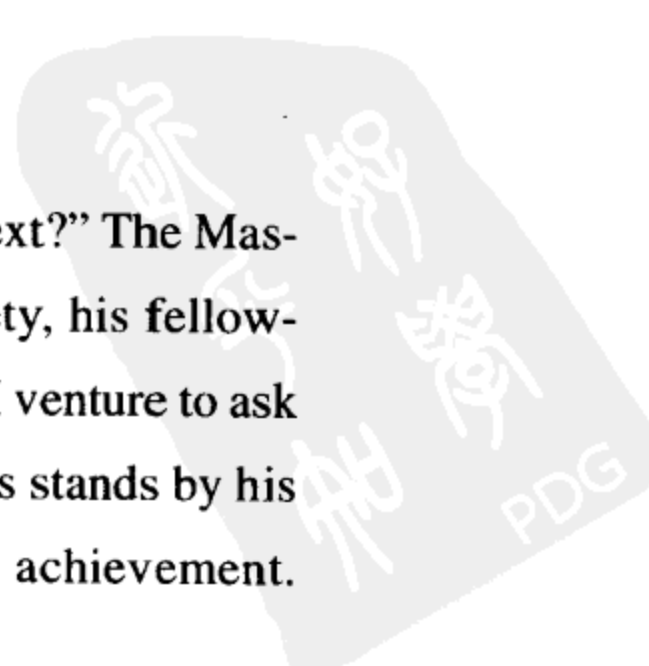 ext?” The Mas-
ty, his fellow-
venture to ask
s stands by his
achievement.
PDG